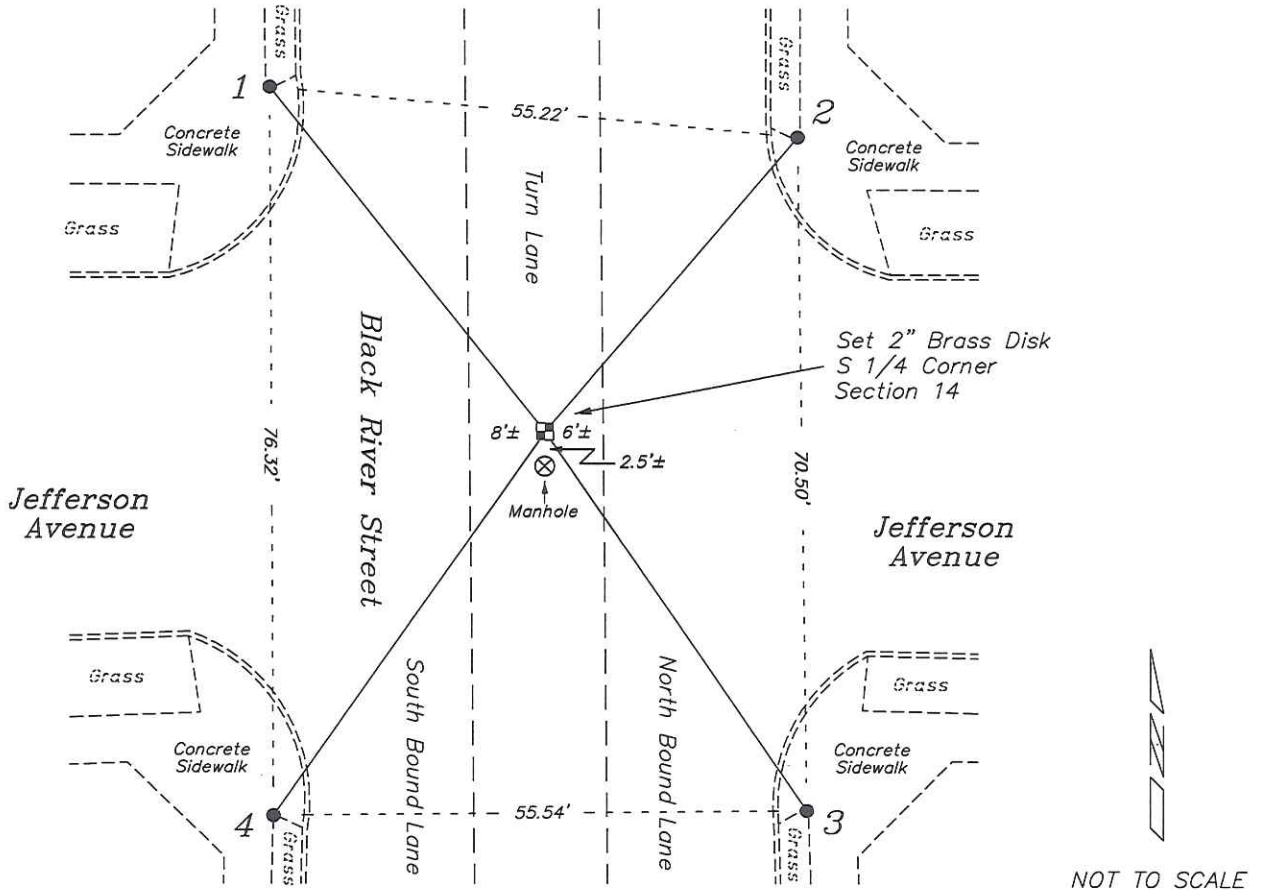 Grass
Grass
1
55.22'
2
Concrete
Sidewalk
Concrete
Sidewalk
Turn Lane
Grass
Grass
Black River Street
Set 2" Brass Disk
S 1/4 Corner
Section 14
8'±
6'±
2.5'±
76.32'
70.50'
Manhole
Jefferson
Avenue
Jefferson
Avenue
Grass
Grass
South Bound Lane
North Bound Lane
Concrete
Sidewalk
Concrete
Sidewalk
4
55.54'
3
Grass
Grass
N
NOT TO SCALE